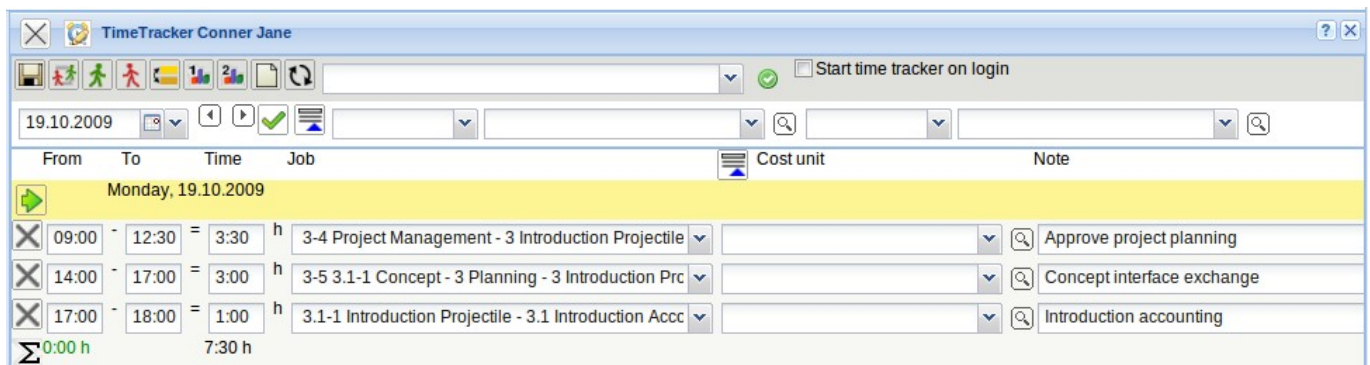 TimeTracker Conner Jane
Start time tracker on login
19.10.2009
From To Time Job Cost unit Note
Monday, 19.10.2009
09:00 - 12:30 = 3:30 h 3-4 Project Management - 3 Introduction Projectile Approve project planning
14:00 - 17:00 = 3:00 h 3-5 3.1-1 Concept - 3 Planning - 3 Introduction Prc Concept interface exchange
17:00 - 18:00 = 1:00 h 3.1-1 Introduction Projectile - 3.1 Introduction Acco Introduction accounting
Σ 0:00 h 7:30 h